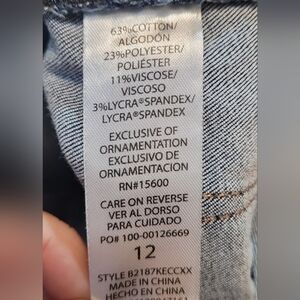 63%COTTON/
ALGODÓN
23%POLYESTER/
POLIÉSTER
11%VISCOSE/
VISCOSO
3%LYCRA®SPANDEX/
LYCRA®SPANDEX
EXCLUSIVE OF
ORNAMENTATION
EXCLUSIVO DE
ORNAMENTACION
RN#15600
CARE ON REVERSE
VER AL DORSO
PARA CUIDADO
PO# 100-00126669
12
STYLE B2187KECCXX
MADE IN CHINA
HECHO EN CHINA